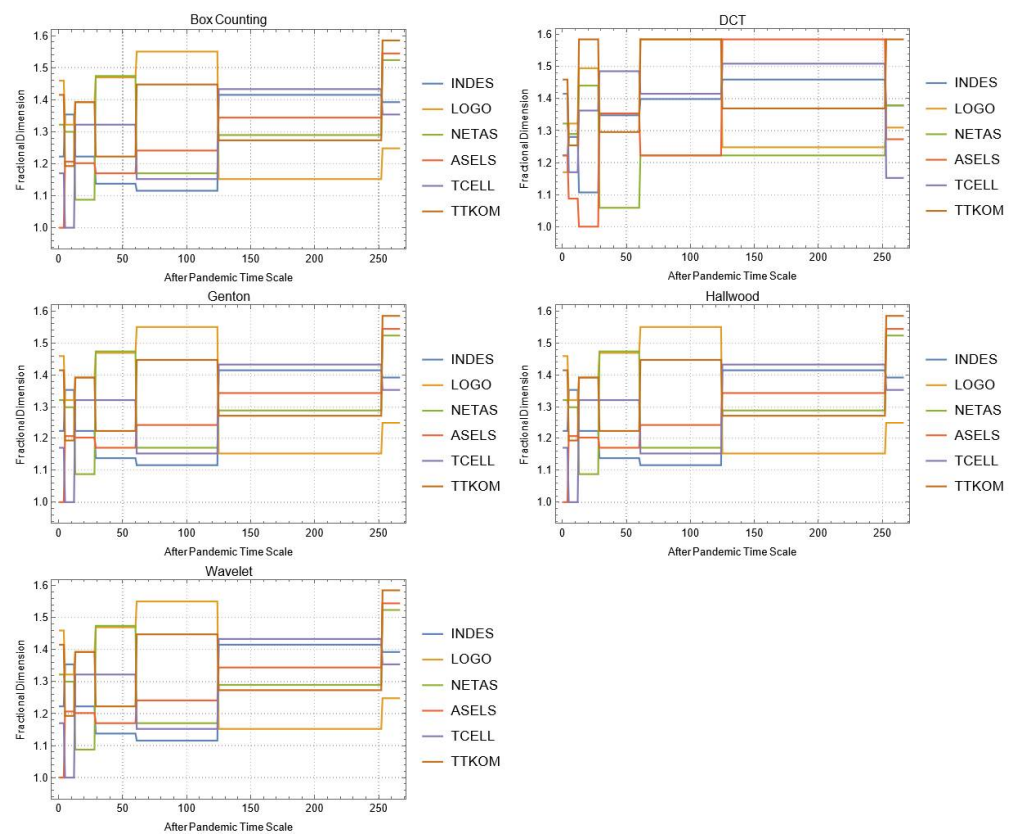 Box Counting
1.6
1.5
1.4
1.3
1.2
1.1
1.0
Fractional Dimension
0 50 100 150 200 250
After Pandemic Time Scale
INDES
LOGO
NETAS
ASELS
TCELL
TTKOM
DCT
1.6
1.5
1.4
1.3
1.2
1.1
1.0
Fractional Dimension
0 50 100 150 200 250
After Pandemic Time Scale
INDES
LOGO
NETAS
ASELS
TCELL
TTKOM
Genton
1.6
1.5
1.4
1.3
1.2
1.1
1.0
Fractional Dimension
0 50 100 150 200 250
After Pandemic Time Scale
INDES
LOGO
NETAS
ASELS
TCELL
TTKOM
Hallwood
1.6
1.5
1.4
1.3
1.2
1.1
1.0
Fractional Dimension
0 50 100 150 200 250
After Pandemic Time Scale
INDES
LOGO
NETAS
ASELS
TCELL
TTKOM
Wavelet
1.6
1.5
1.4
1.3
1.2
1.1
1.0
Fractional Dimension
0 50 100 150 200 250
After Pandemic Time Scale
INDES
LOGO
NETAS
ASELS
TCELL
TTKOM